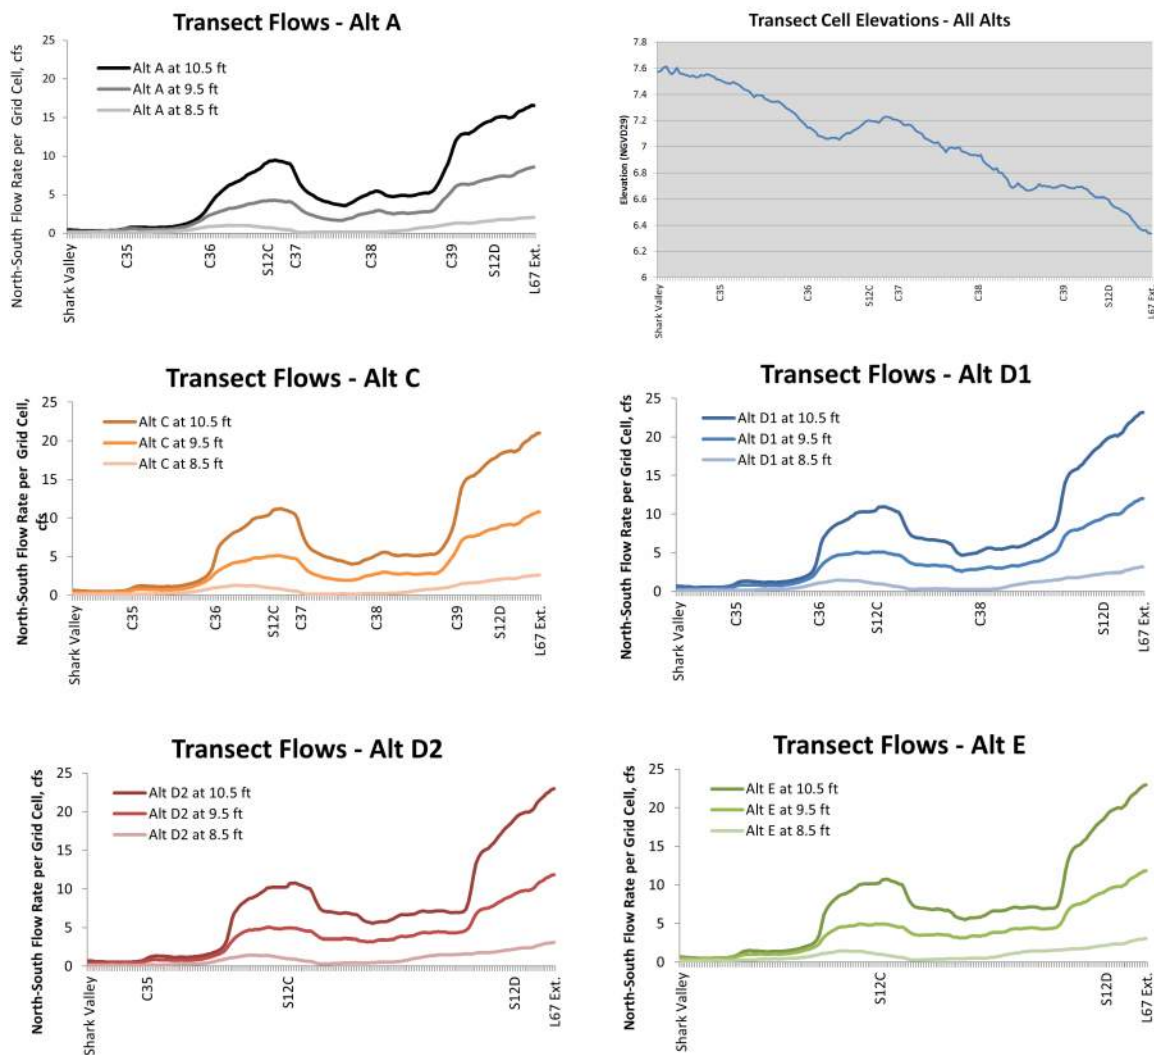 Transect Flows - Alt A
North-South Flow Rate per Grid Cell, cfs
25
20
15
10
5
0
Alt A at 10.5 ft
Alt A at 9.5 ft
Alt A at 8.5 ft
Shark Valley
C35
C36
S12C
C37
C38
C39
S12D
L67 Ext.
Transect Cell Elevations - All Alts
Elevation (NGVD29)
7.8
7.6
7.4
7.2
7
6.8
6.6
6.4
6.2
6
Shark Valley
C35
C36
S12C
C37
C38
C39
S12D
L67 Ext.
Transect Flows - Alt C
North-South Flow Rate per Grid Cell,
cfs
25
20
15
10
5
0
Alt C at 10.5 ft
Alt C at 9.5 ft
Alt C at 8.5 ft
Shark Valley
C35
C36
S12C
C37
C38
C39
S12D
L67 Ext.
Transect Flows - Alt D1
North-South Flow Rate per Grid Cell, cfs
25
20
15
10
5
0
Alt D1 at 10.5 ft
Alt D1 at 9.5 ft
Alt D1 at 8.5 ft
Shark Valley
C35
C36
S12C
C38
S12D
L67 Ext.
Transect Flows - Alt D2
North-South Flow Rate per Grid Cell, cfs
25
20
15
10
5
0
Alt D2 at 10.5 ft
Alt D2 at 9.5 ft
Alt D2 at 8.5 ft
Shark Valley
C35
S12C
S12D
L67 Ext.
Transect Flows - Alt E
North-South Flow Rate per Grid Cell, cfs
25
20
15
10
5
0
Alt E at 10.5 ft
Alt E at 9.5 ft
Alt E at 8.5 ft
Shark Valley
S12C
S12D
L67 Ext.